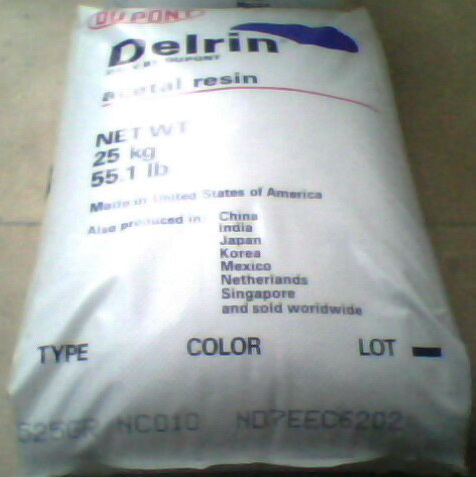 DUPONT
Delrin®
acetal resin
NET WT
25 kg
55.1 lb
Made in United States of America
Also produced in: China
India
Japan
Korea
Mexico
Netherlands
Singapore
and sold worldwide
TYPE COLOR LOT
NC010